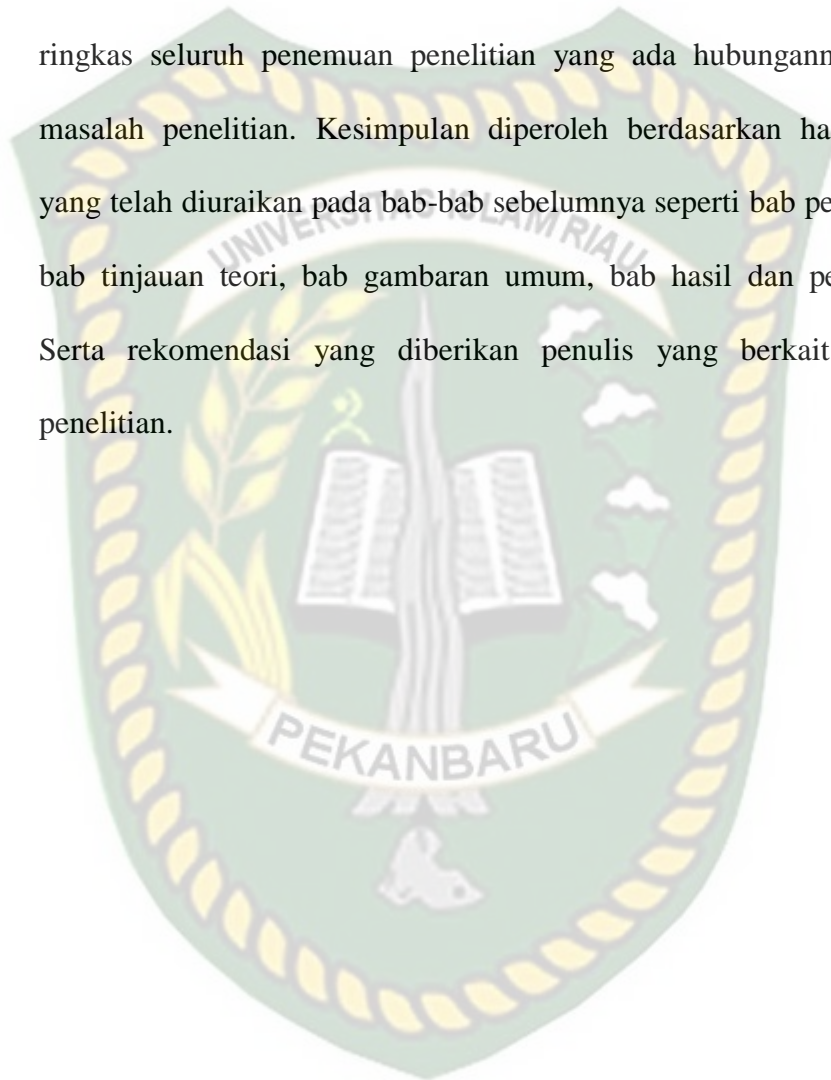 ringkas seluruh penemuan penelitian yang ada hubungann
masalah penelitian. Kesimpulan diperoleh berdasarkan ha
yang telah diuraikan pada bab-bab sebelumnya seperti bab pe
bab tinjauan teori, bab gambaran umum, bab hasil dan pe
Serta rekomendasi yang diberikan penulis yang berkait
penelitian.
UNIVERSITAS ISLAM RIAU
PEKANBARU